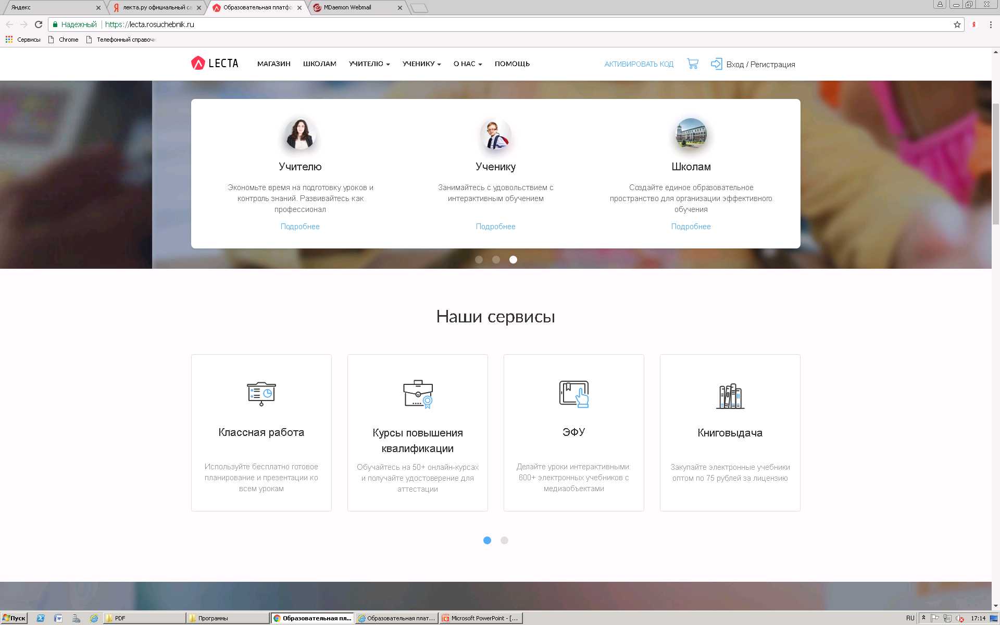 Яндекс
лекта.ру официальный са
Образовательная платфо
MDaemon Webmail
Надежный
https://lecta.rosuchebnik.ru
Сервисы
Chrome
Телефонный справочн
LECTA
МАГАЗИН
ШКОЛАМ
УЧИТЕЛЮ
УЧЕНИКУ
О НАС
ПОМОЩЬ
АКТИВИРОВАТЬ КОД
Вход / Регистрация
Учителю
Экономьте время на подготовку уроков и
контроль знаний. Развивайтесь как
профессионал
Подробнее
Ученику
Занимайтесь с удовольствием с
интерактивным обучением
Подробнее
Школам
Создайте единое образовательное
пространство для организации эффективного
обучения
Подробнее
Наши сервисы
Классная работа
Используйте бесплатно готовое
планирование и презентации ко
всем урокам
Курсы повышения
квалификации
Обучайтесь на 50+ онлайн-курсах
и получайте удостоверение для
аттестации
ЭФУ
Делайте уроки интерактивными:
600+ электронных учебников с
медиаобъектами
Книговыдача
Закупайте электронные учебники
оптом по 75 рублей за лицензию
Пуск
PDF
Программы
Образовательная пл...
Образовательная плат...
Microsoft PowerPoint - [...
RU
17:14